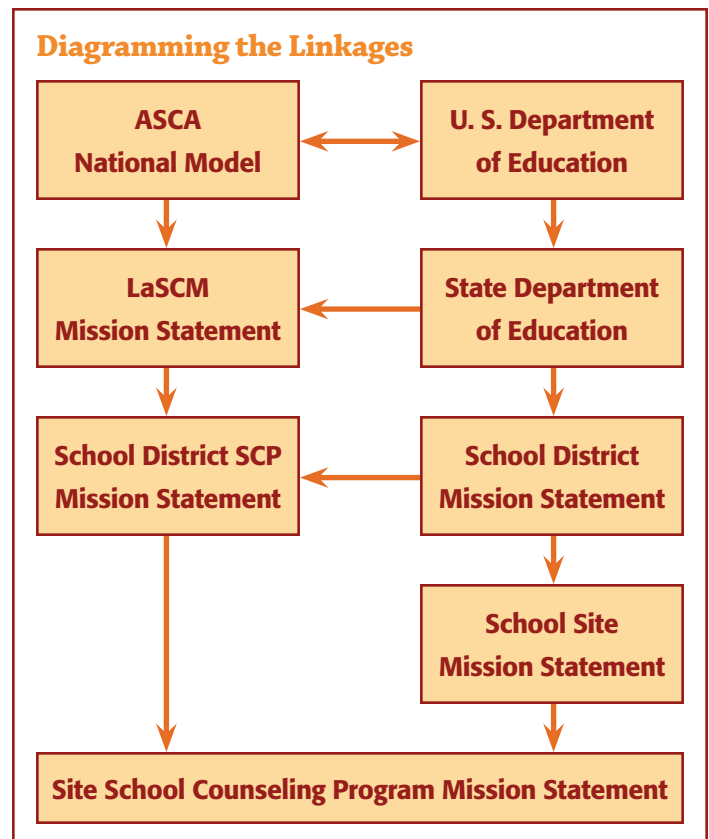 Diagramming the Linkages
ASCA
National Model
U. S. Department
of Education
LaSCM
Mission Statement
State Department
of Education
School District SCP
Mission Statement
School District
Mission Statement
School Site
Mission Statement
Site School Counseling Program Mission Statement